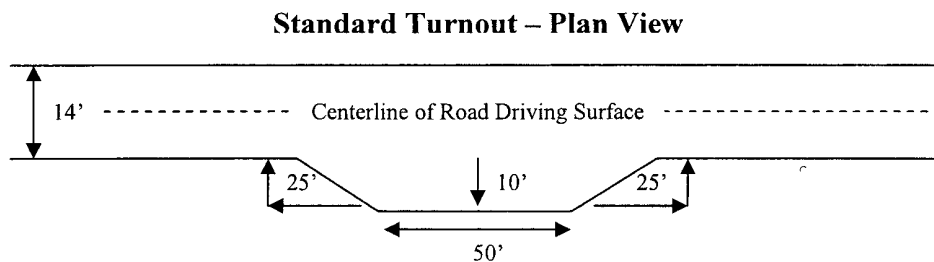 Standard Turnout – Plan View
14'
Centerline of Road Driving Surface
25'
10'
25'
50'